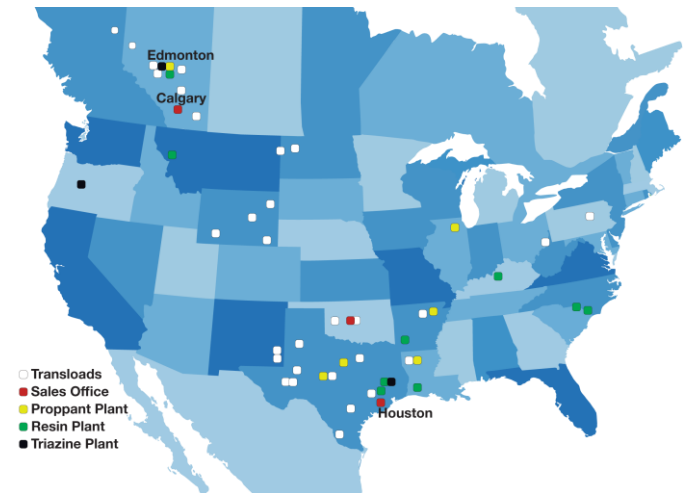 Edmonton
Calgary
Houston
Transloads
Sales Office
Proppant Plant
Resin Plant
Triazine Plant